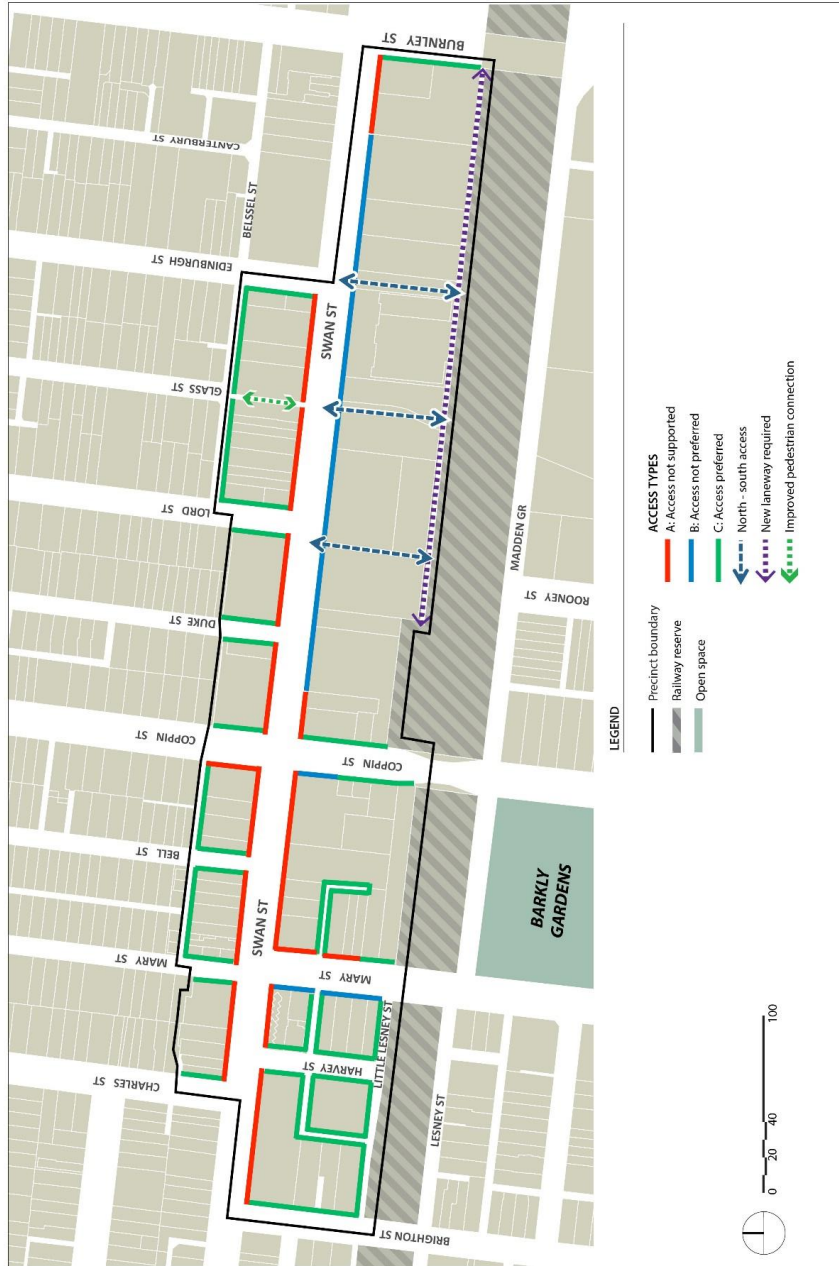 BURNLEY
ST
CANTERBURY ST
BELSSEL ST
EDINBURGH ST
GLASS ST
LORD ST
DUKE ST
COPPIN ST
BELL ST
MARY ST
CHARLES ST
SWAN ST
SWAN ST
COPPIN ST
MARY ST
LITTLE LESNEY ST
HARVEY ST
LESNEY ST
BRIGHTON ST
MADDEN GR
ROONEY
ST
BARKLY
GARDENS
LEGEND
Precinct boundary
Railway reserve
Open space
ACCESS TYPES
A: Access not supported
B: Access not preferred
C: Access preferred
North - south access
New laneway required
Improved pedestrian connection
0 20 40 100